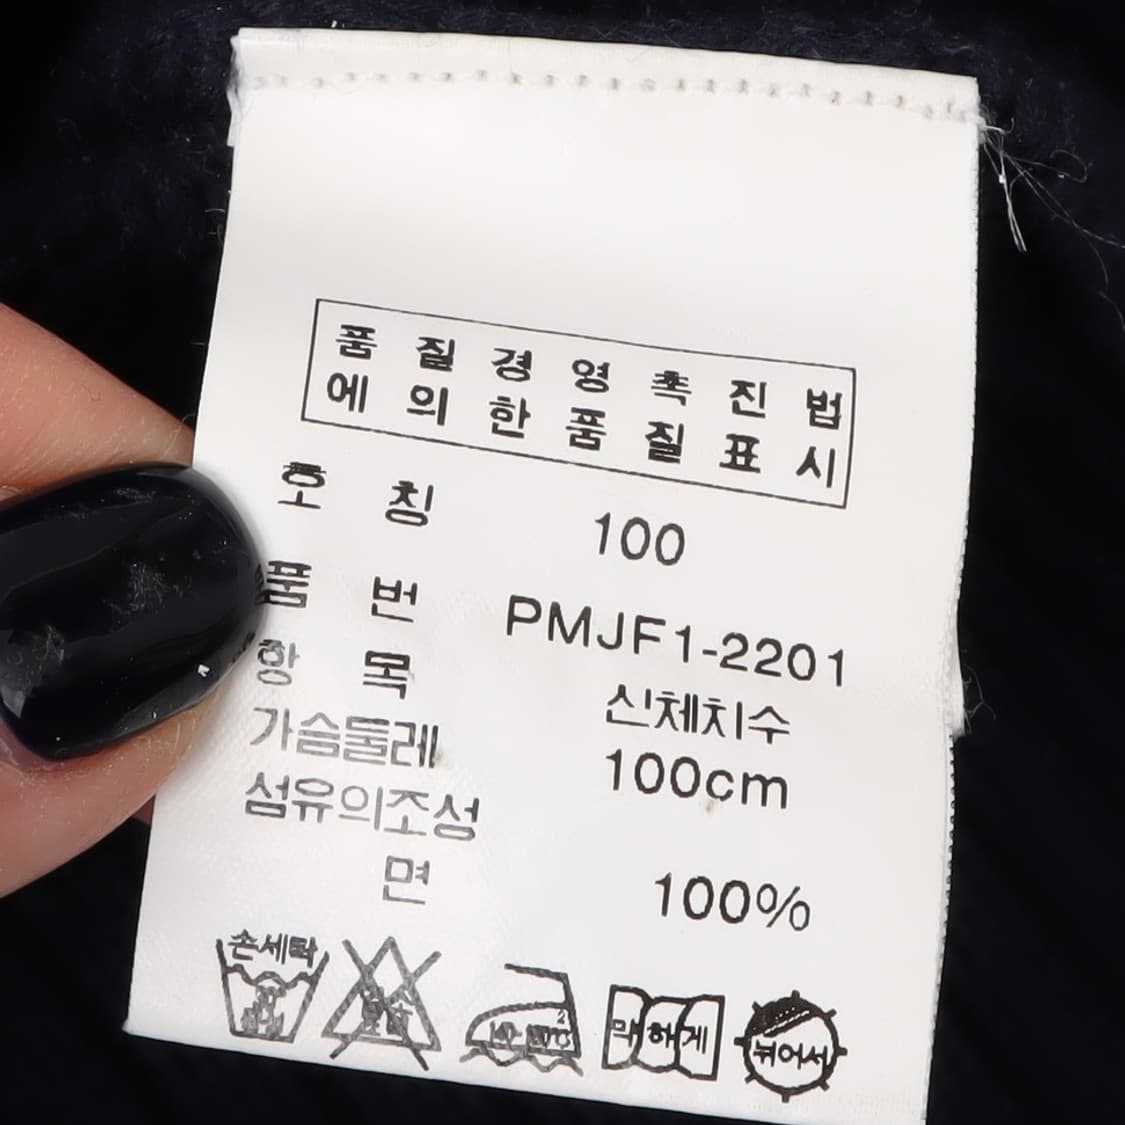 품 질 경 영 촉 진 법
에 의 한 품 질 표 시
호 칭 100
품 번 PMJF1-2201
항 목 신체치수
가슴둘레 100cm
섬유의조성
면 100%
손세탁
약하게
뉘어서